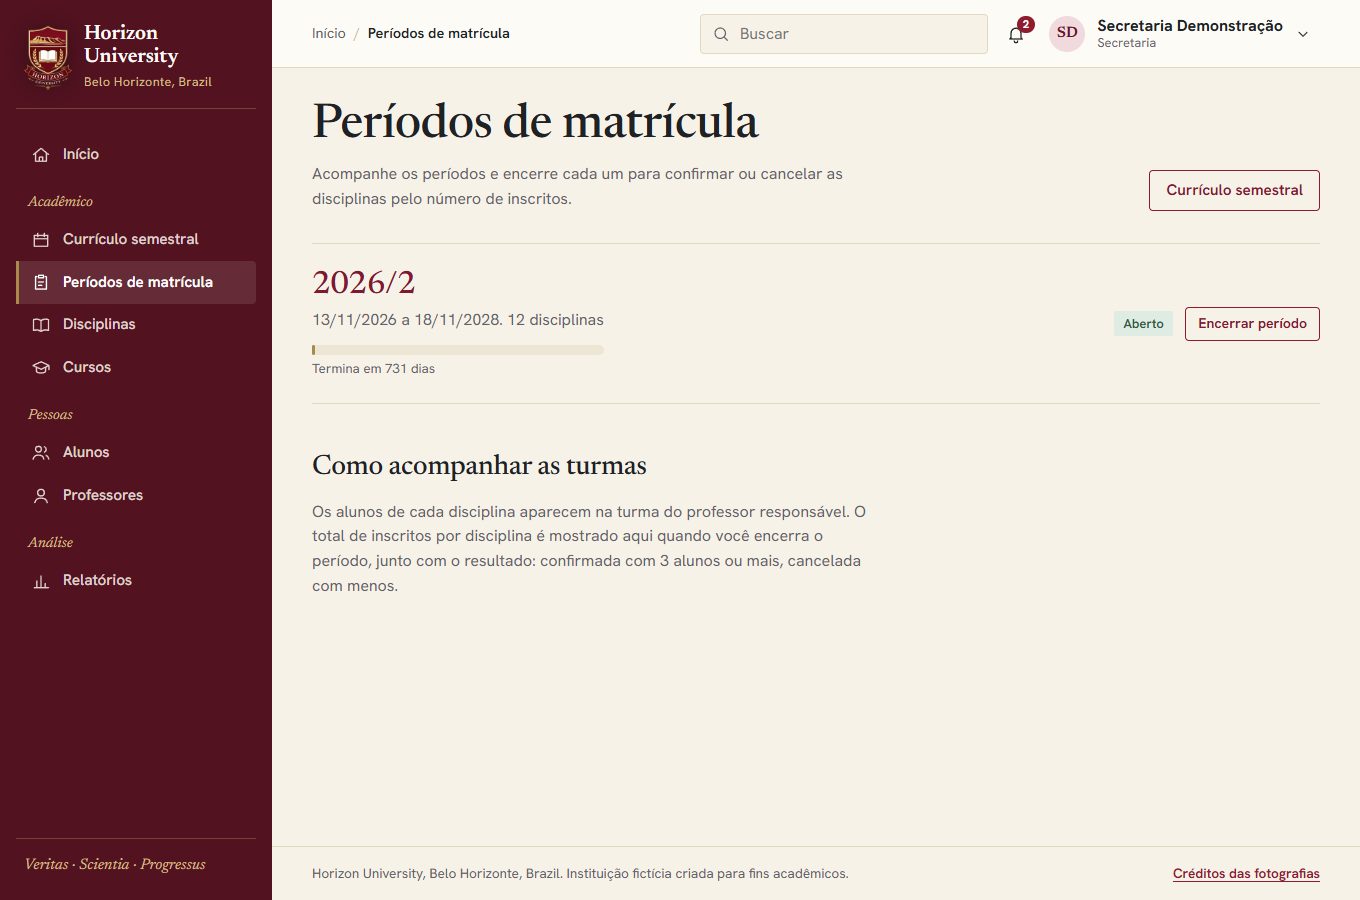 Horizon
University
Belo Horizonte, Brazil
HORIZON
Início
Acadêmico
Currículo semestral
Períodos de matrícula
Disciplinas
Cursos
Pessoas
Alunos
Professores
Análise
Relatórios
Veritas · Scientia · Progressus
Início / Períodos de matrícula
Buscar
2
SD
Secretaria Demonstração
Secretaria
Períodos de matrícula
Acompanhe os períodos e encerre cada um para confirmar ou cancelar as
disciplinas pelo número de inscritos.
Currículo semestral
2026/2
13/11/2026 a 18/11/2028. 12 disciplinas
Aberto
Encerrar período
Termina em 731 dias
Como acompanhar as turmas
Os alunos de cada disciplina aparecem na turma do professor responsável. O
total de inscritos por disciplina é mostrado aqui quando você encerra o
período, junto com o resultado: confirmada com 3 alunos ou mais, cancelada
com menos.
Horizon University, Belo Horizonte, Brazil. Instituição fictícia criada para fins acadêmicos.
Créditos das fotografias